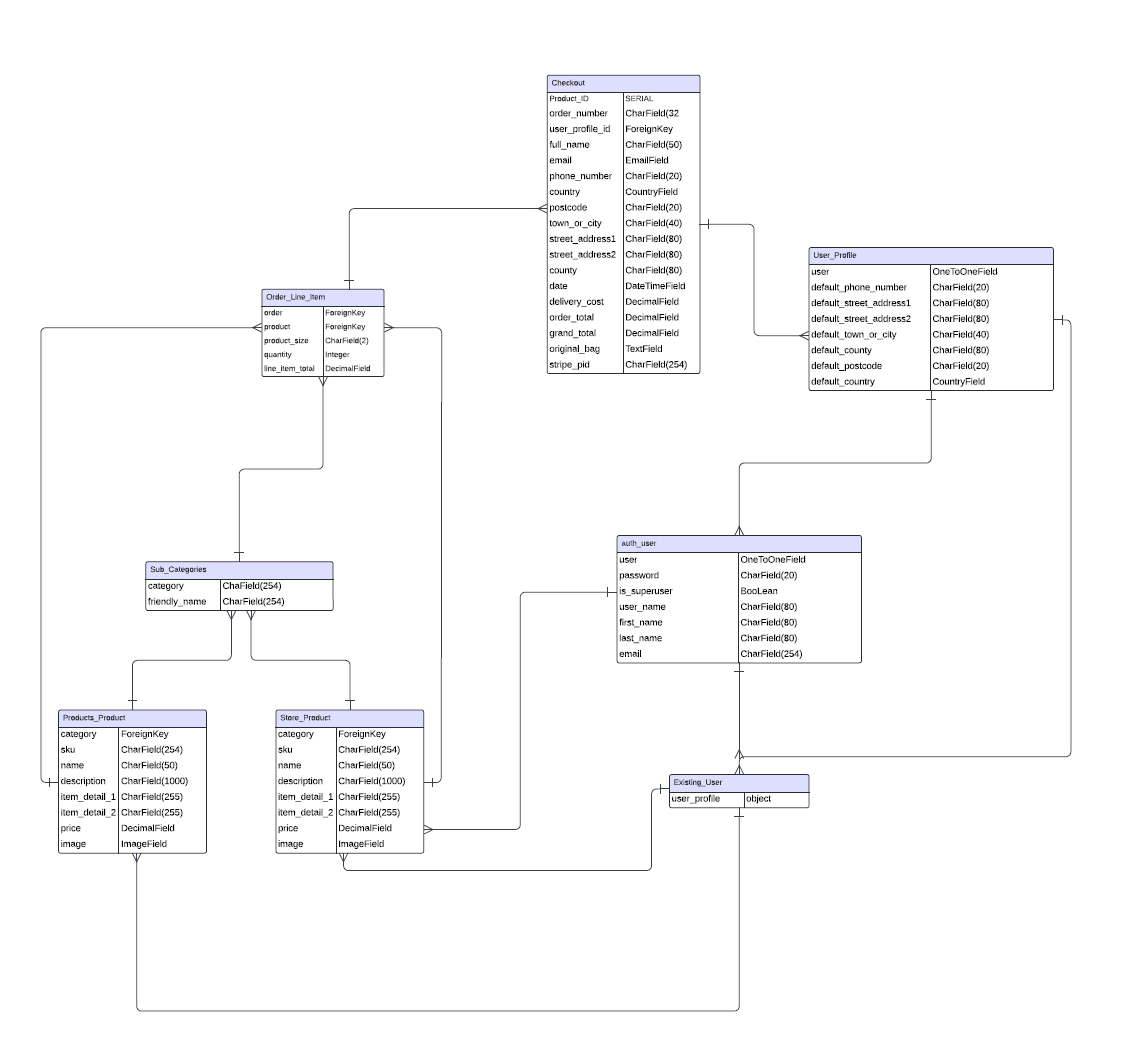 Checkout
Product_ID SERIAL
order_number CharField(32
user_profile_id ForeignKey
full_name CharField(50)
email EmailField
phone_number CharField(20)
country CountryField
postcode CharField(20)
town_or_city CharField(40)
street_address1 CharField(80)
street_address2 CharField(80)
county CharField(80)
date DateTimeField
delivery_cost DecimalField
order_total DecimalField
grand_total DecimalField
original_bag TextField
stripe_pid CharField(254)
User_Profile
user OneToOneField
default_phone_number CharField(20)
default_street_address1 CharField(80)
default_street_address2 CharField(80)
default_town_or_city CharField(40)
default_county CharField(80)
default_postcode CharField(20)
default_country CountryField
Order_Line_Item
order ForeignKey
product ForeignKey
product_size CharField(2)
quantity Integer
line_item_total DecimalField
auth_user
user OneToOneField
password CharField(20)
is_superuser BooLean
user_name CharField(80)
first_name CharField(80)
last_name CharField(80)
email CharField(254)
Sub_Categories
category ChaField(254)
friendly_name CharField(254)
Products_Product
category ForeignKey
sku CharField(254)
name CharField(50)
description CharField(1000)
item_detail_1 CharField(255)
item_detail_2 CharField(255)
price DecimalField
image ImageField
Store_Product
category ForeignKey
sku CharField(254)
name CharField(50)
description CharField(1000)
item_detail_1 CharField(255)
item_detail_2 CharField(255)
price DecimalField
image ImageField
Existing_User
user_profile object